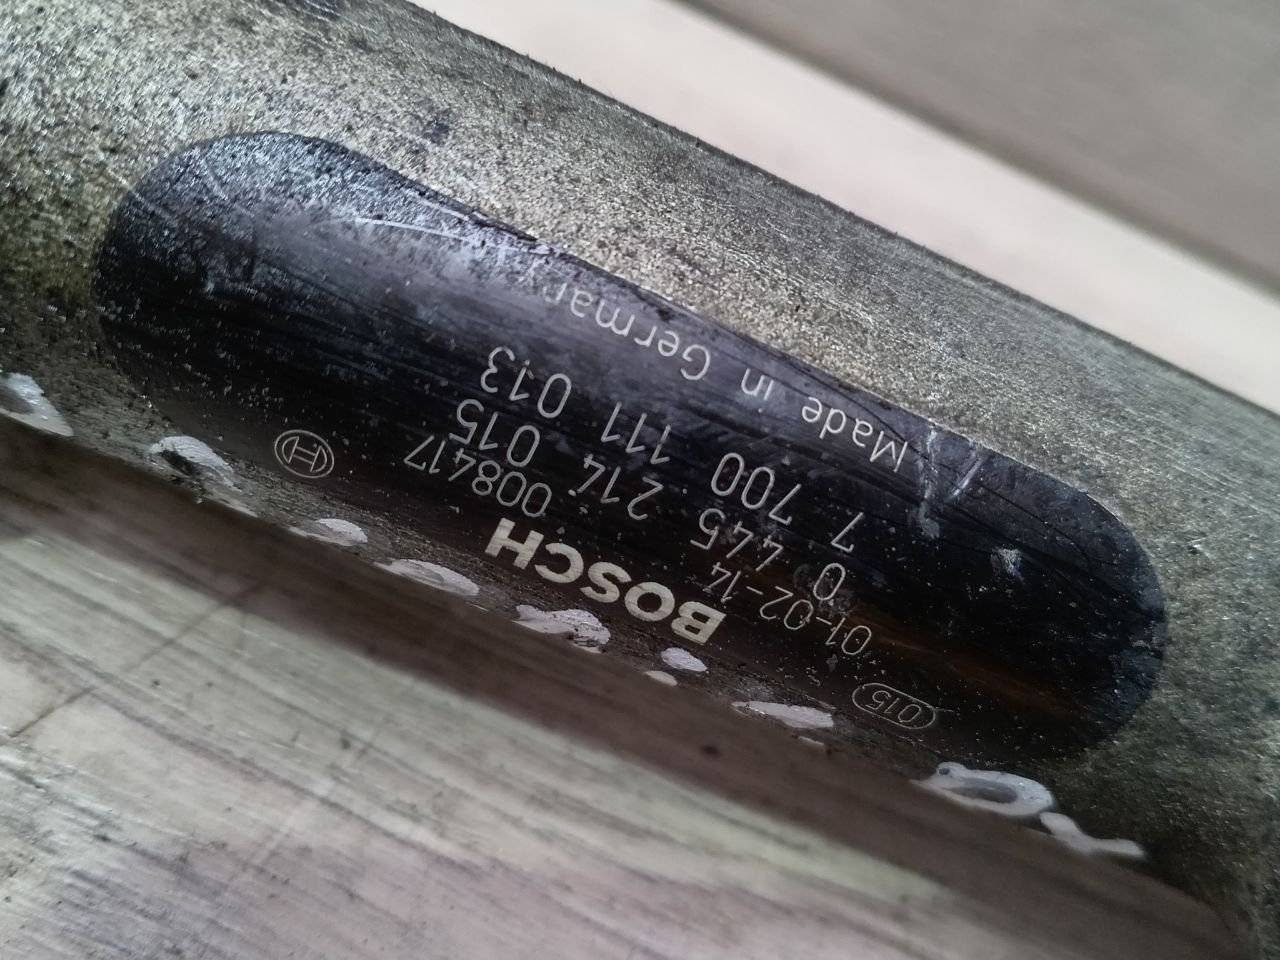 015 BOSCH
01-02-14 008417
0 445 214 015
7 700 111 013
Made in Germany